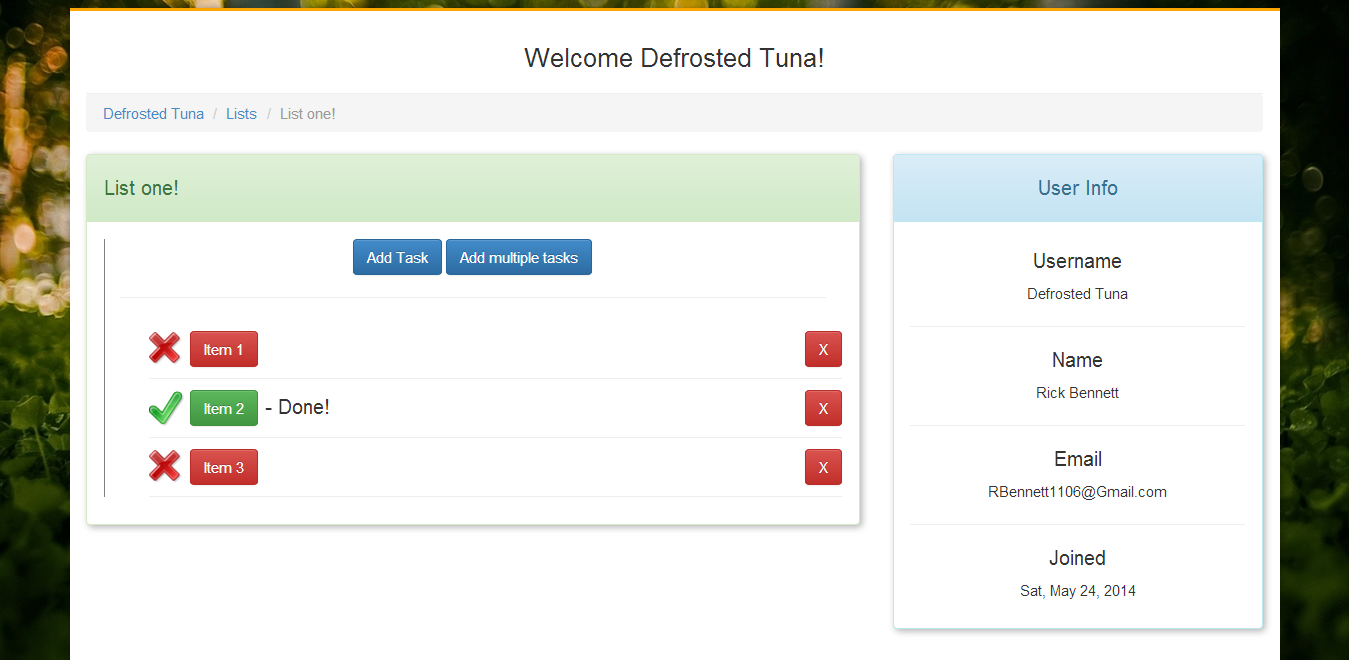 Welcome Defrosted Tuna!
Defrosted Tuna / Lists / List one!
List one!
Add Task Add multiple tasks
Item 1 X
Item 2 - Done! X
Item 3 X
User Info
Username
Defrosted Tuna
Name
Rick Bennett
Email
RBennett1106@Gmail.com
Joined
Sat, May 24, 2014